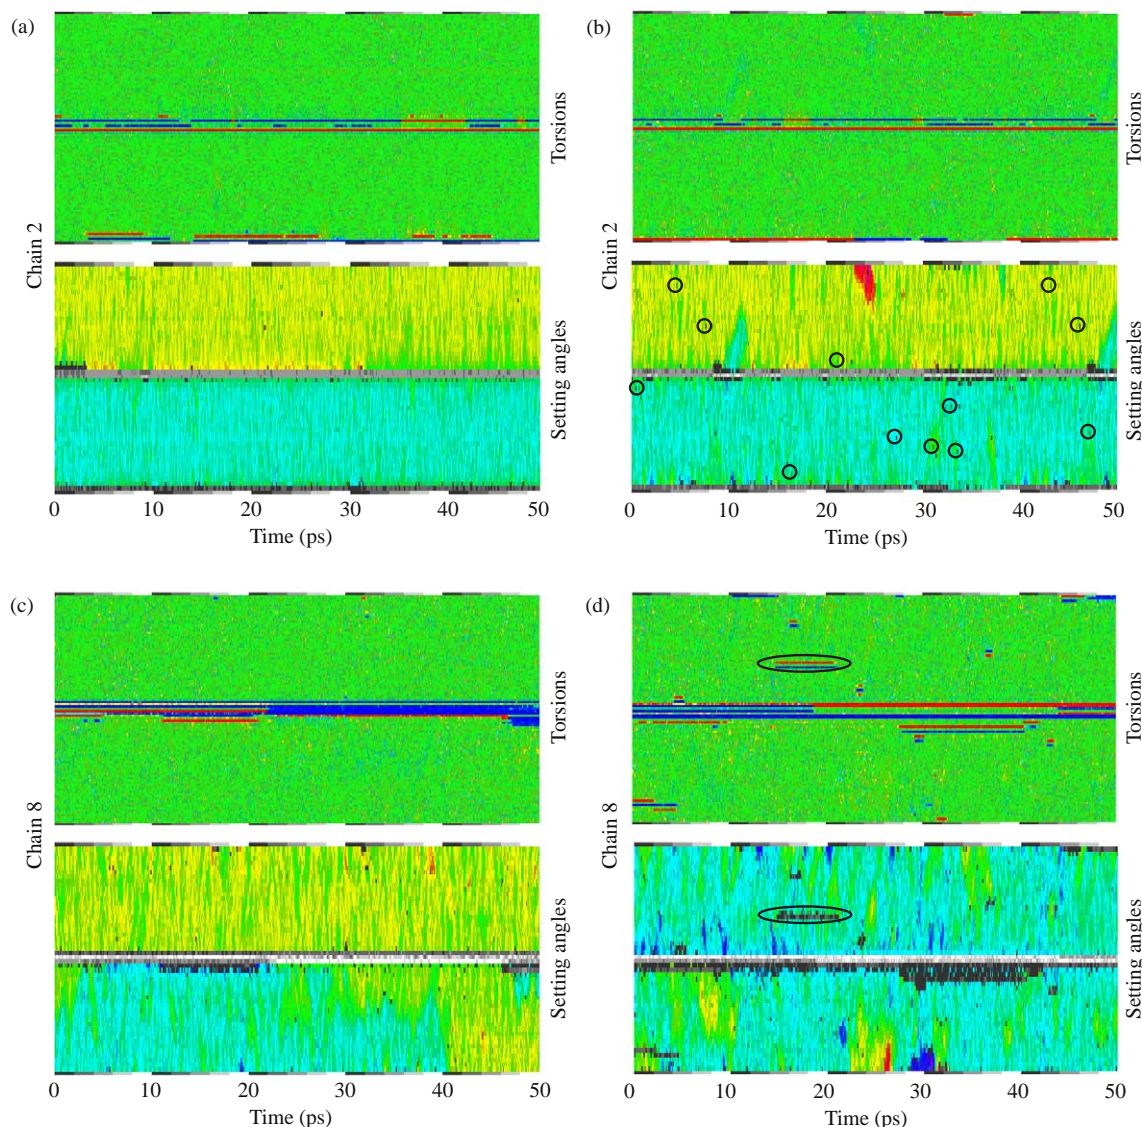 (a)
Torsions
Chain 2
Setting angles
0 10 20 30 40 50
Time (ps)
(b)
Torsions
Chain 2
Setting angles
0 10 20 30 40 50
Time (ps)
(c)
Torsions
Chain 8
Setting angles
0 10 20 30 40 50
Time (ps)
(d)
Torsions
Chain 8
Setting angles
0 10 20 30 40 50
Time (ps)